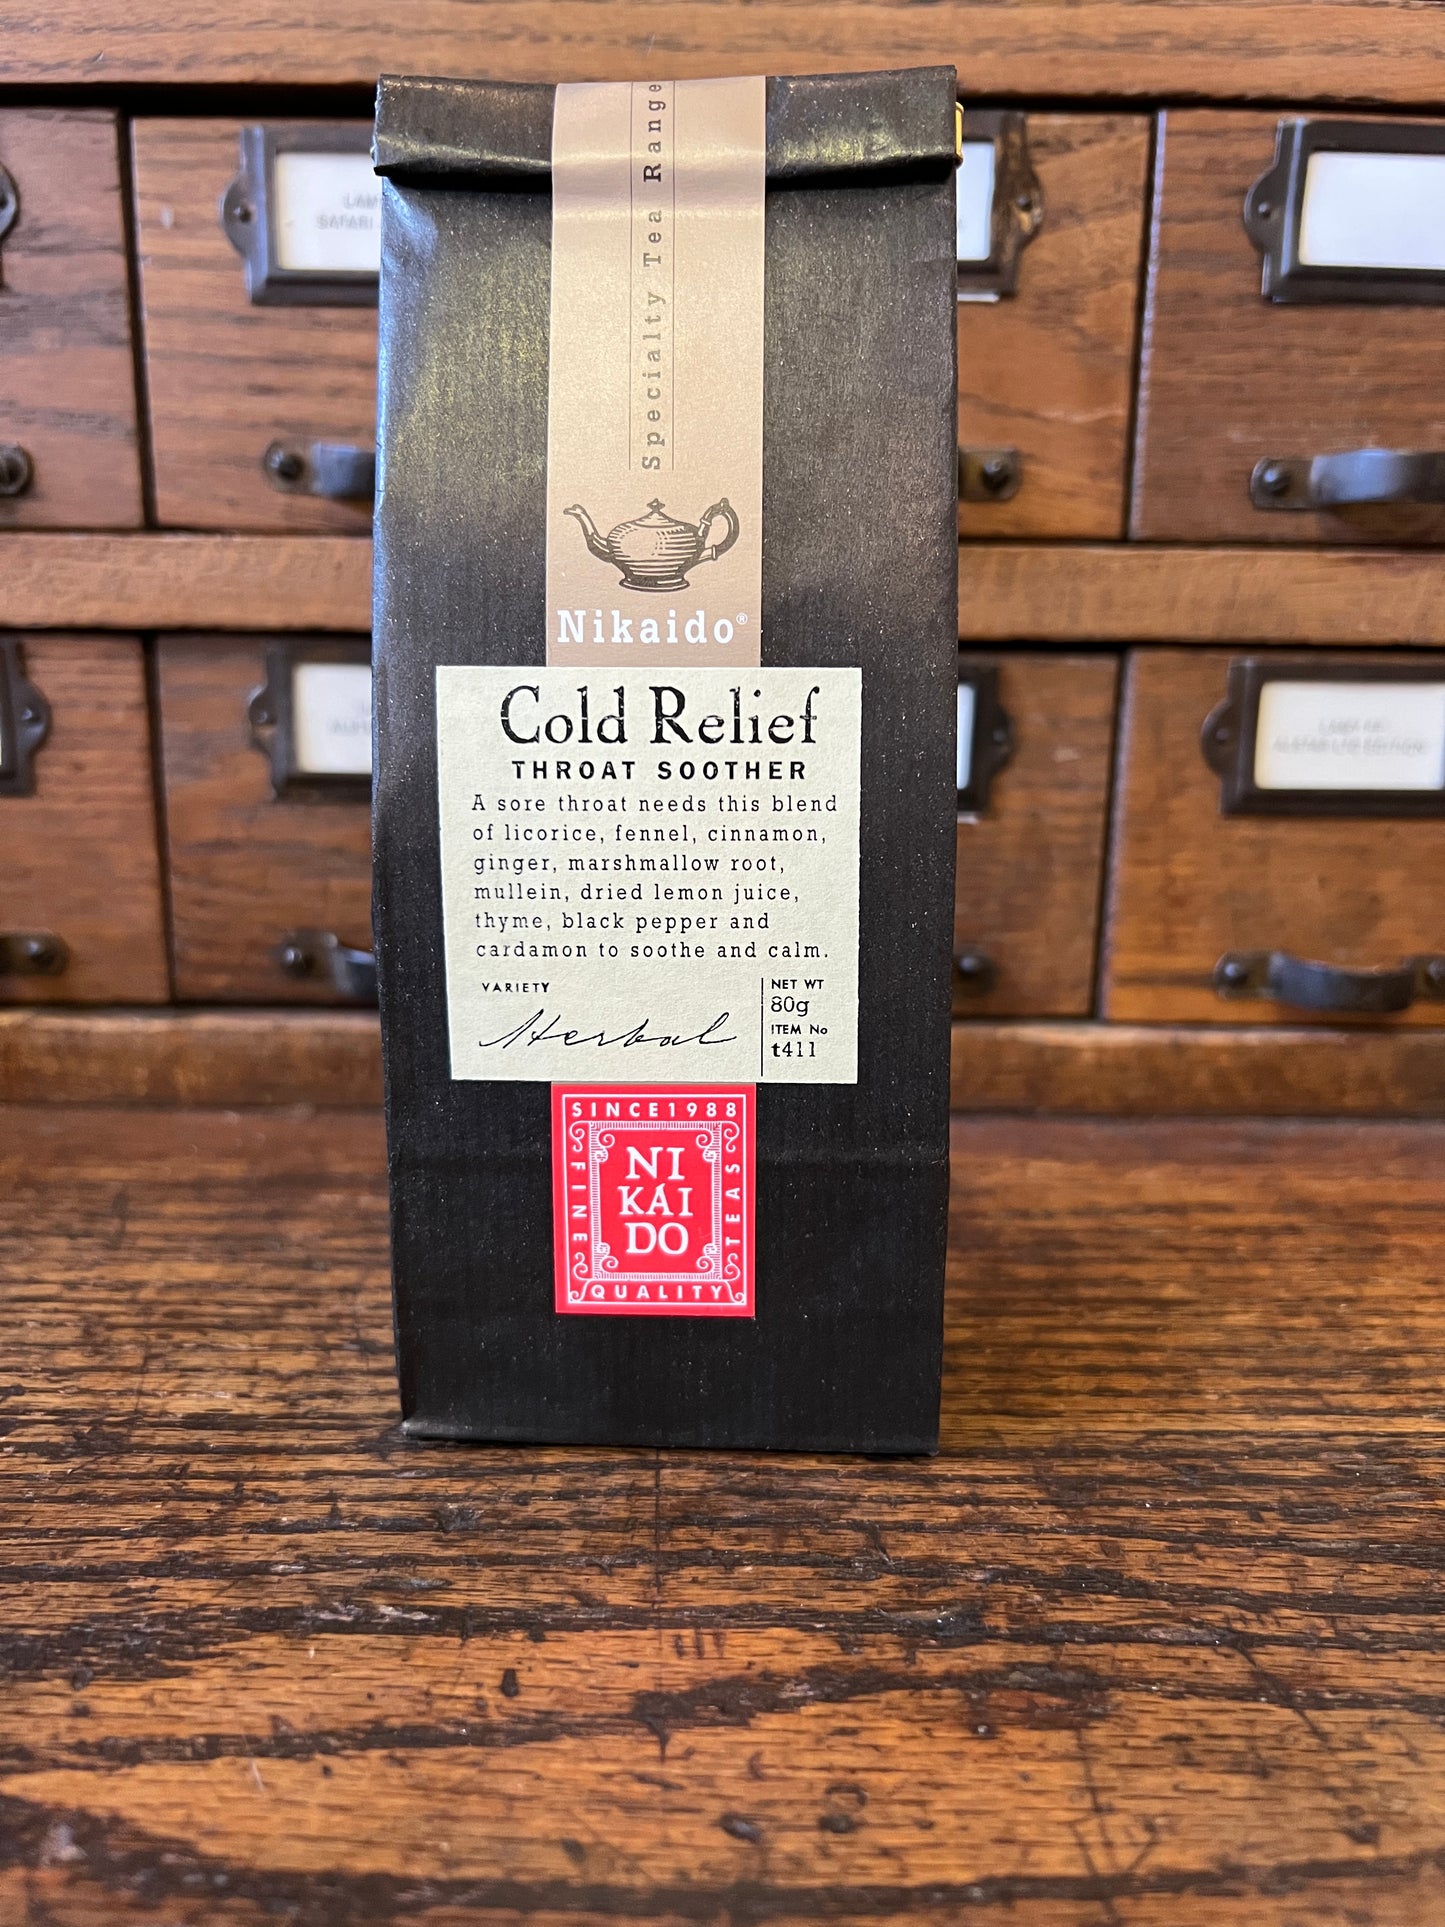 Specialty Tea Range
Nikaido®
Cold Relief
THROAT SOOTHER
A sore throat needs this blend
of licorice, fennel, cinnamon,
ginger, marshmallow root,
mullein, dried lemon juice,
thyme, black pepper and
cardamon to soothe and calm.
VARIETY
Herbal
NET WT
80g
ITEM No
t411
SINCE 1988
FINE
NI
KAI
DO
TEAS
QUALITY